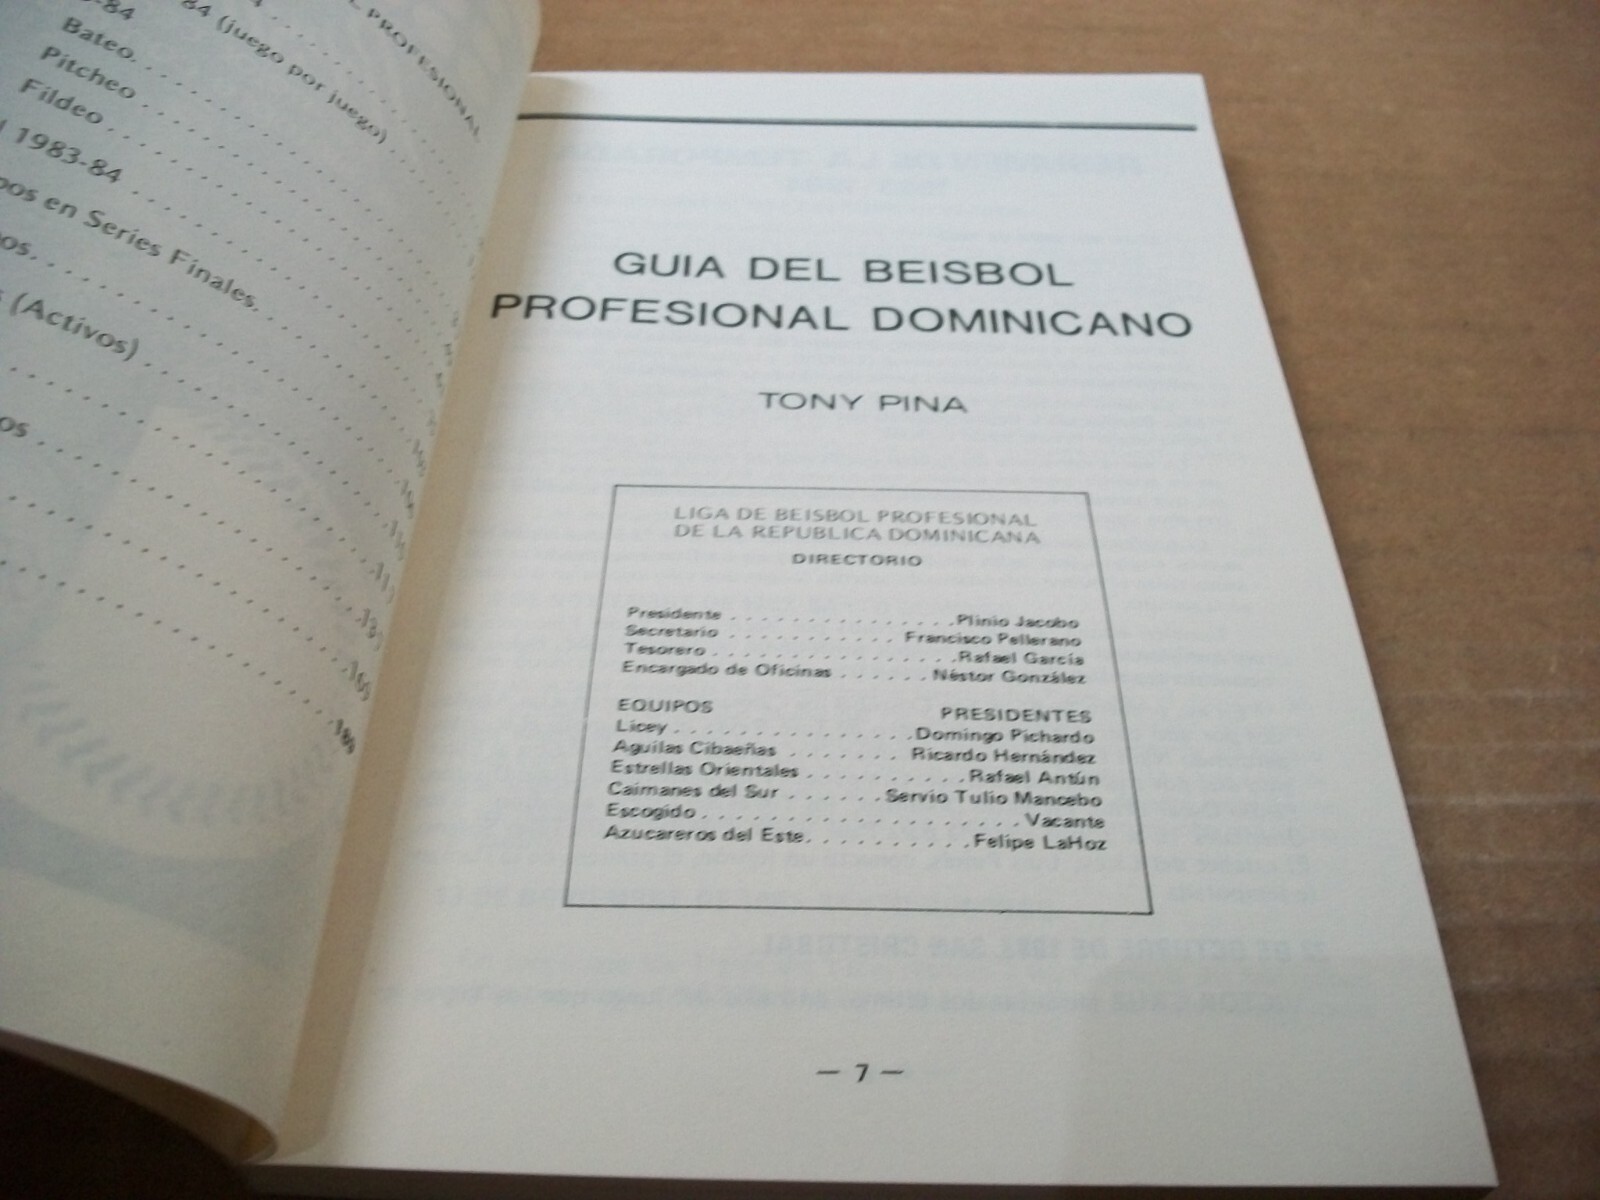 L PROFESIONAL
84 (juego por juego)
Bateo
Pitcheo
Fildeo
1983-84
en Series Finales
(Activos)
165
189
GUIA DEL BEISBOL
PROFESIONAL DOMINICANO
TONY PINA
LIGA DE BEISBOL PROFESIONAL
DE LA REPUBLICA DOMINICANA
DIRECTORIO
Presidente . . . . . . . . . . . . . . . Plinio Jacobo
Secretario . . . . . . . . . . . Francisco Pellerano
Tesorero . . . . . . . . . . . . . . . . Rafael García
Encargado de Oficinas . . . . . . Néstor González
EQUIPOS PRESIDENTES
Licey . . . . . . . . . . . . . . . Domingo Pichardo
Aguilas Cibaeñas . . . . . . . Ricardo Hernández
Estrellas Orientales . . . . . . . . . . Rafael Antún
Caimanes del Sur . . . . . . Servio Tulio Mancebo
Escogido . . . . . . . . . . . . . . . . . . . . Vacante
Azucareros del Este . . . . . . . . . . Felipe LaHoz
— 7 —